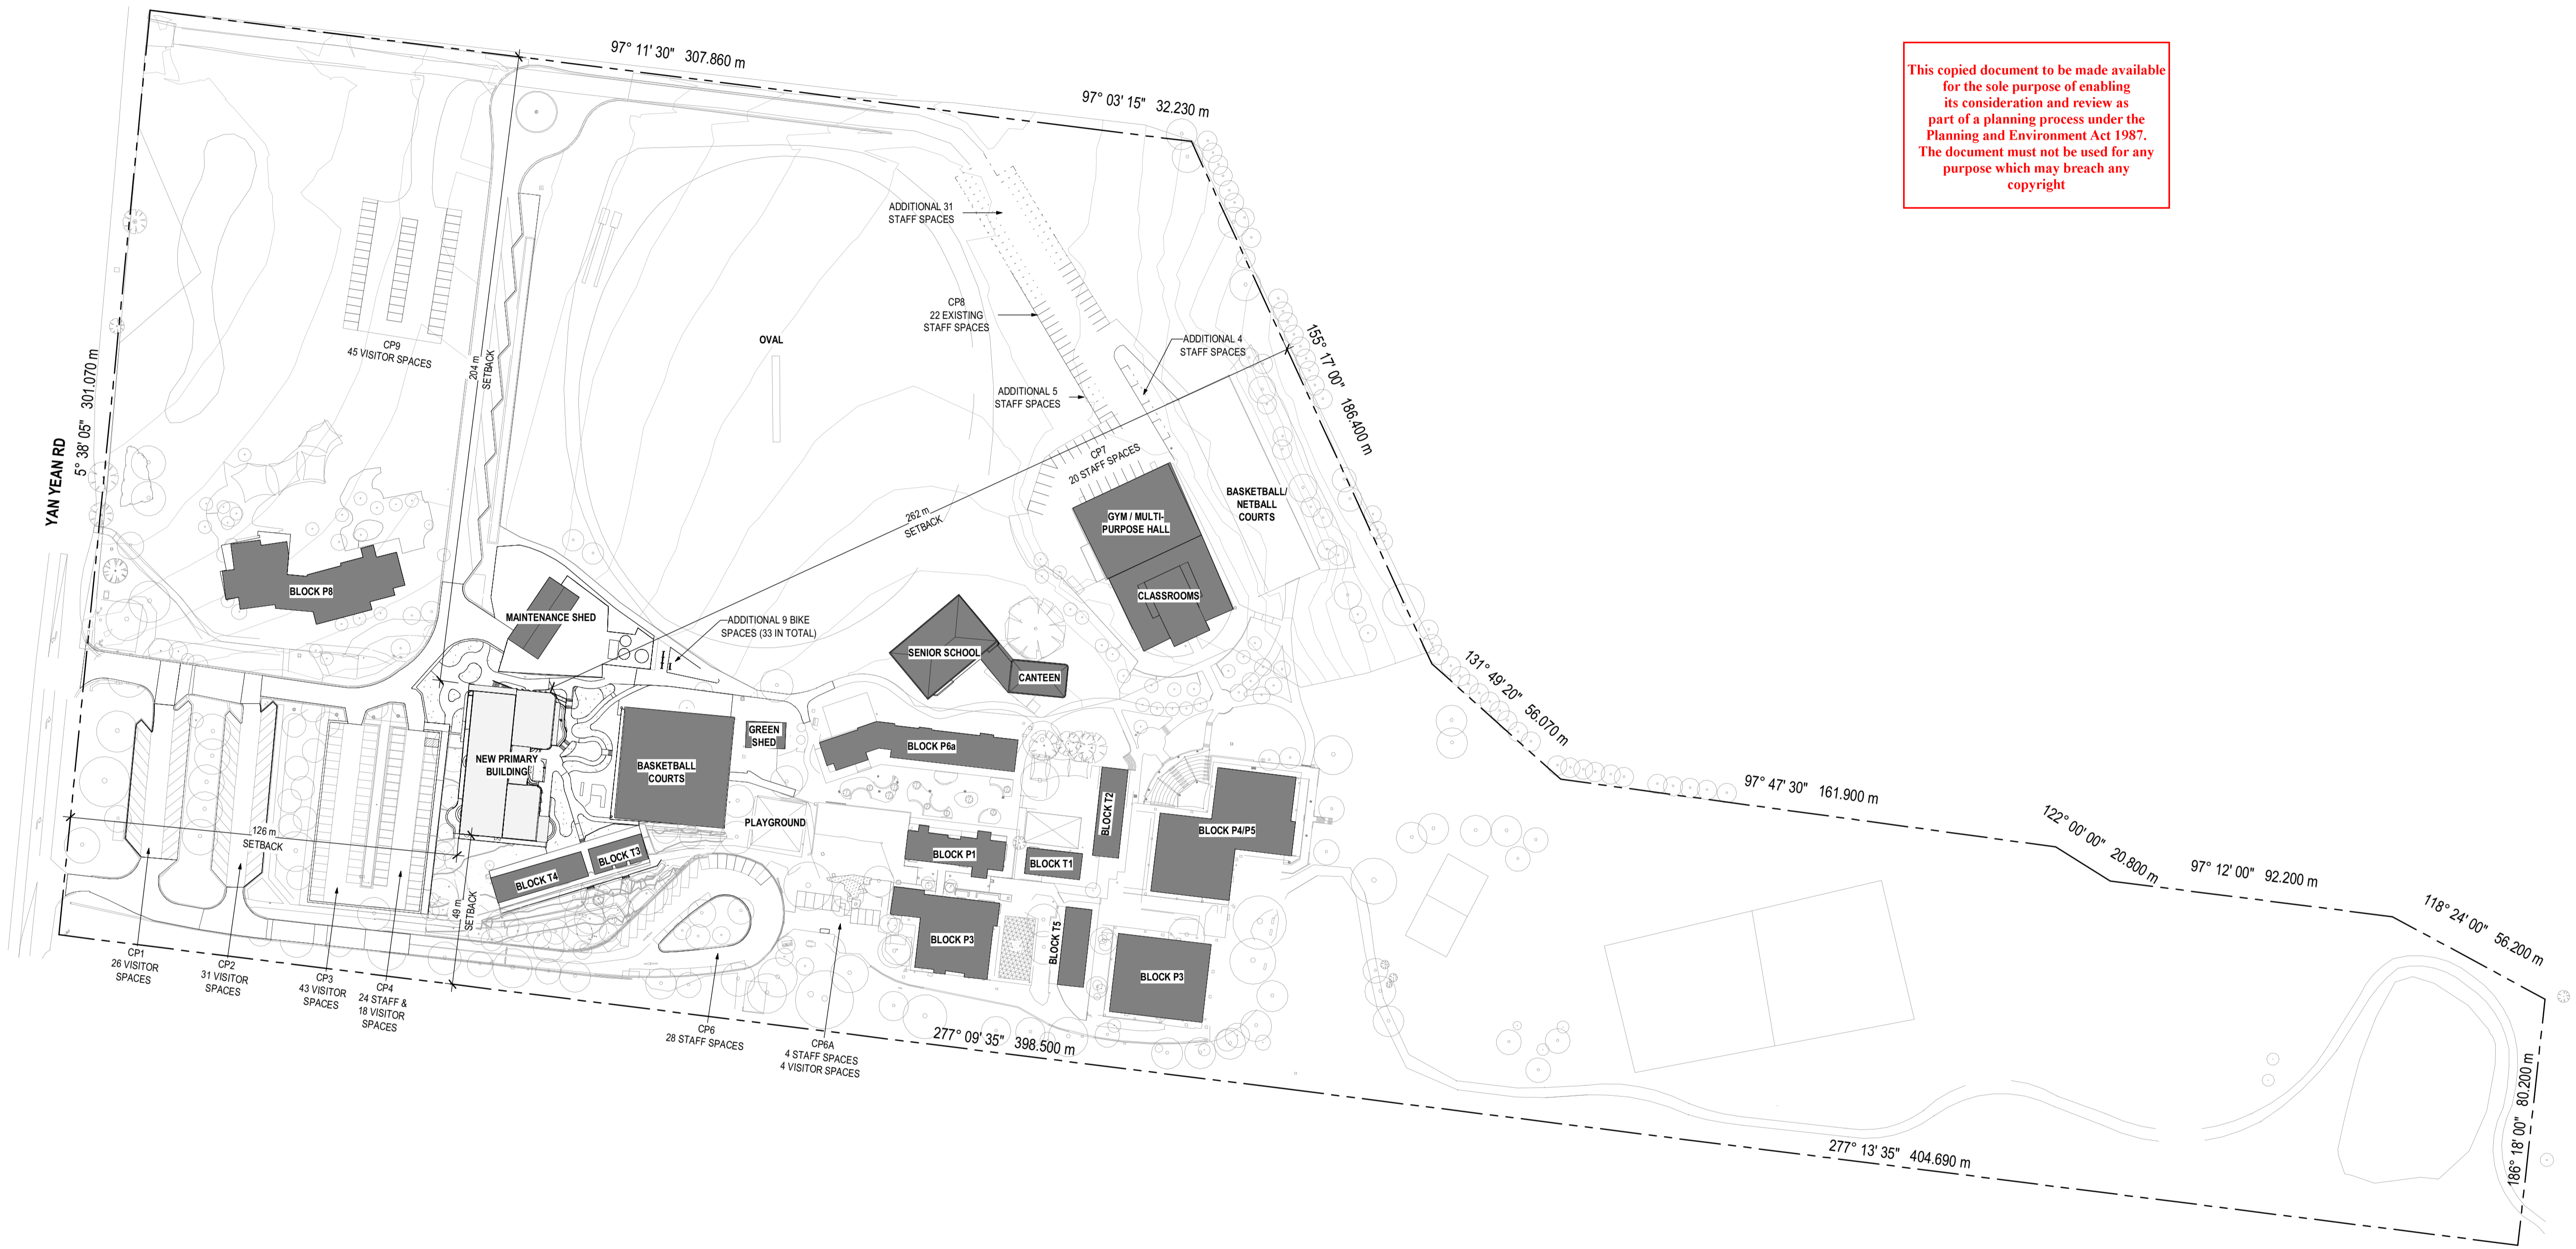 97° 11' 30"   307.860 m
97° 03' 15"   32.230 m
This copied document to be made available
for the sole purpose of enabling
its consideration and review as
part of a planning process under the
Planning and Environment Act 1987.
The document must not be used for any
purpose which may breach any
copyright
ADDITIONAL 31
STAFF SPACES
CP8
22 EXISTING
STAFF SPACES
ADDITIONAL 4
STAFF SPACES
ADDITIONAL 5
STAFF SPACES
CP9
45 VISITOR SPACES
204 m
SETBACK
OVAL
155° 17' 00"   186.400 m
YAN YEAN RD
5° 38' 05"   301.070 m
CP7
20 STAFF SPACES
262 m
SETBACK
BASKETBALL/
NETBALL
COURTS
GYM / MULTI-
PURPOSE HALL
CLASSROOMS
BLOCK P8
MAINTENANCE SHED
ADDITIONAL 9 BIKE
SPACES (33 IN TOTAL)
SENIOR SCHOOL
CANTEEN
131° 49' 20"   56.070 m
GREEN
SHED
BLOCK P6a
NEW PRIMARY
BUILDING
BASKETBALL
COURTS
PLAYGROUND
BLOCK T2
BLOCK P4/P5
97° 47' 30"   161.900 m
122° 00' 00"   20.800 m
97° 12' 00"   92.200 m
118° 24' 00"   56.200 m
126 m
SETBACK
BLOCK T3
BLOCK T4
BLOCK P1
BLOCK T1
49 m
SETBACK
BLOCK P3
BLOCK T5
BLOCK P3
CP1
26 VISITOR
SPACES
CP2
31 VISITOR
SPACES
CP3
43 VISITOR
SPACES
CP4
24 STAFF &
18 VISITOR
SPACES
CP6
28 STAFF SPACES
CP6A
4 STAFF SPACES
4 VISITOR SPACES
277° 09' 35"   398.500 m
277° 13' 35"   404.690 m
186° 18' 00"   80.200 m